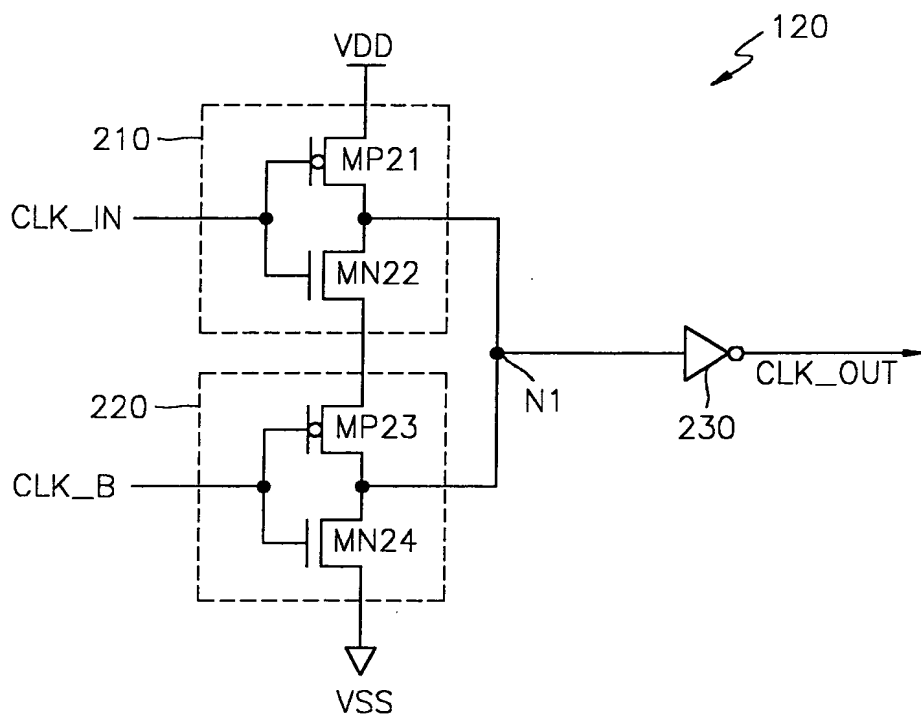 120
VDD
210
MP21
CLK_IN
MN22
N1
CLK_OUT
230
220
MP23
CLK_B
MN24
VSS